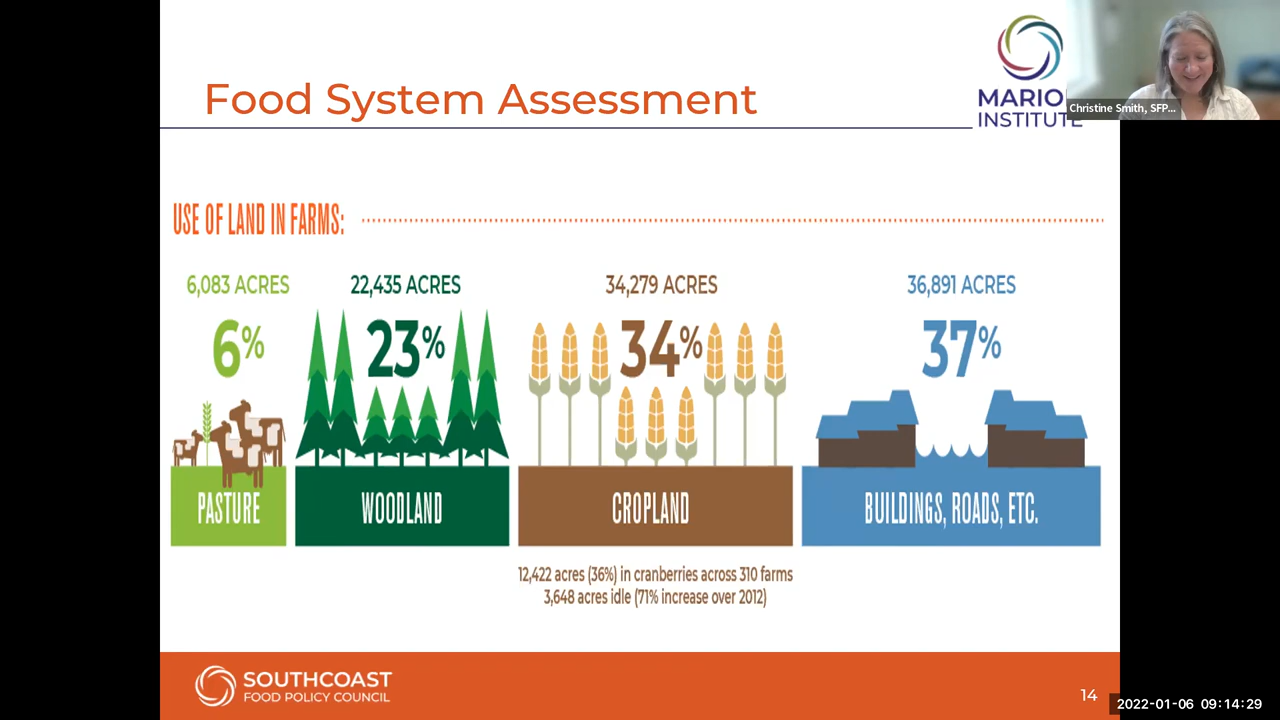 Food System Assessment
MARIO
INSTITUTE
Christine Smith, SFP...
USE OF LAND IN FARMS:
6,083 ACRES
22,435 ACRES
34,279 ACRES
36,891 ACRES
6%
23%
34%
37%
PASTURE
WOODLAND
CROPLAND
BUILDINGS, ROADS, ETC.
12,422 acres (36%) in cranberries across 310 farms
3,648 acres idle (71% increase over 2012)
SOUTHCOAST
FOOD POLICY COUNCIL
14
2022-01-06 09:14:29